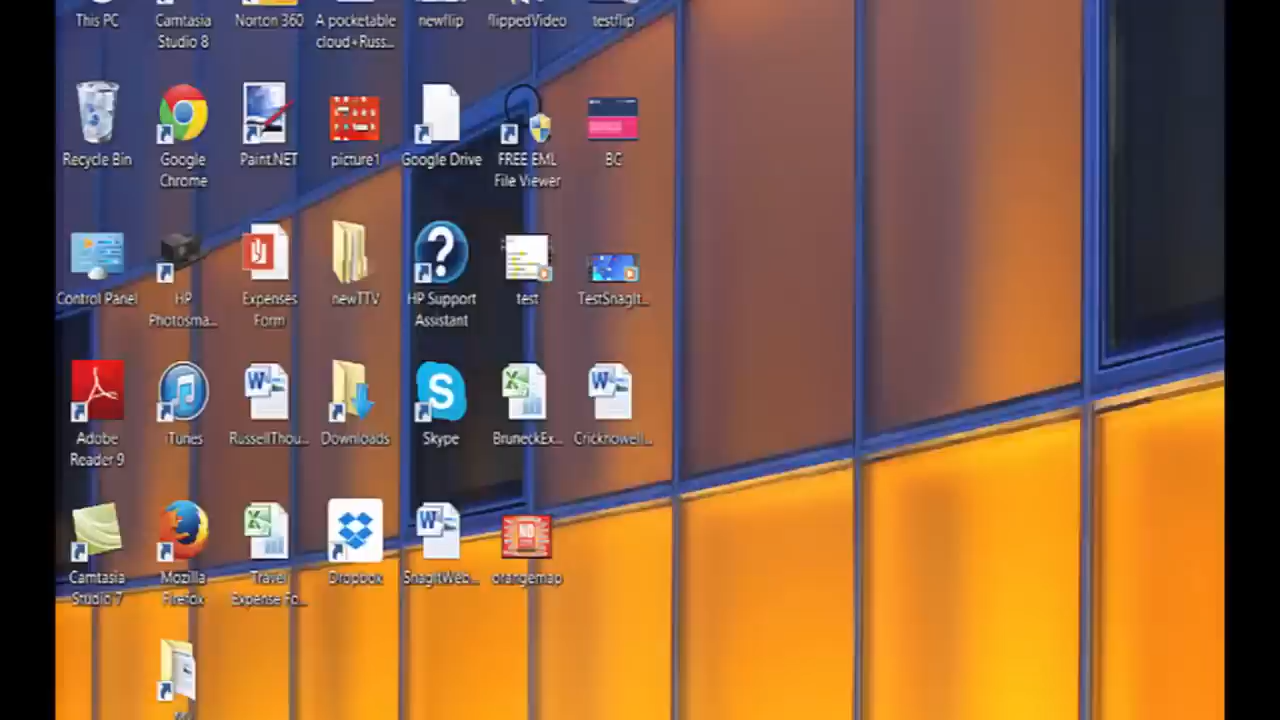 This PC
Camtasia
Studio 8
Norton 360
A pocketable
cloud+Russ...
newflip
flippedVideo
testflip
Recycle Bin
Google
Chrome
Paint.NET
picture1
Google Drive
FREE EML
File Viewer
BC
Control Panel
HP
Photosma...
Expenses
Form
newTTV
HP Support
Assistant
test
TestSnagIt...
Adobe
Reader 9
iTunes
RussellThou...
Downloads
Skype
BruneckEx...
Cricknowell...
Camtasia
Studio 7
Mozilla
Firefox
Travel
Expense Fo...
Dropbox
SnagItWeb...
orangemap